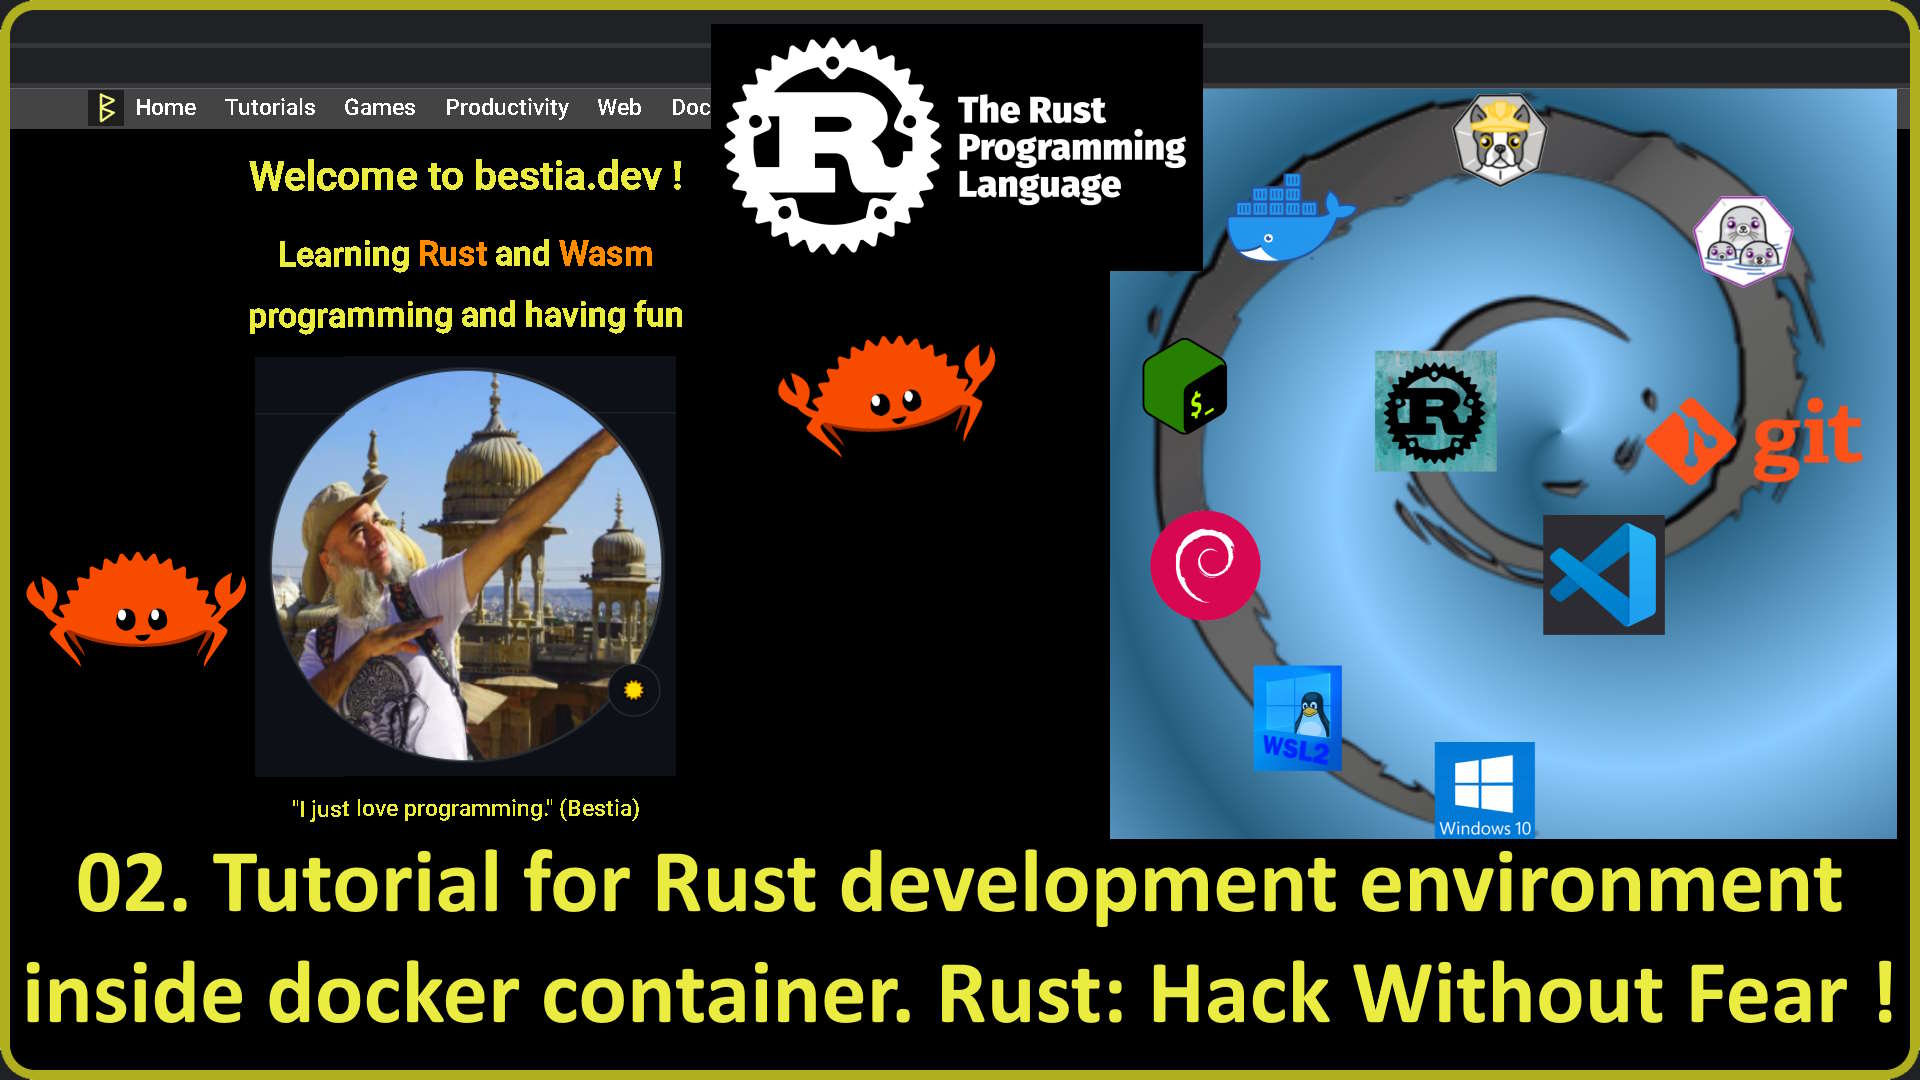 Home Tutorials Games Productivity Web Doc
Welcome to bestia.dev !
Learning Rust and Wasm
programming and having fun
"I just love programming." (Bestia)
R
The Rust
Programming
Language
$_
R
git
WSL2
Windows 10
02. Tutorial for Rust development environment
inside docker container. Rust: Hack Without Fear !